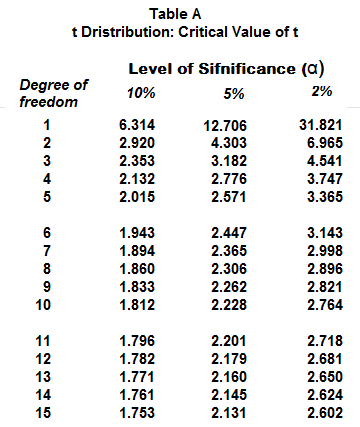 Table A
t Dristribution: Critical Value of t
Level of Sifnificance (α)
Degree of freedom 10% 5% 2%
1 6.314 12.706 31.821
2 2.920 4.303 6.965
3 2.353 3.182 4.541
4 2.132 2.776 3.747
5 2.015 2.571 3.365
6 1.943 2.447 3.143
7 1.894 2.365 2.998
8 1.860 2.306 2.896
9 1.833 2.262 2.821
10 1.812 2.228 2.764
11 1.796 2.201 2.718
12 1.782 2.179 2.681
13 1.771 2.160 2.650
14 1.761 2.145 2.624
15 1.753 2.131 2.602